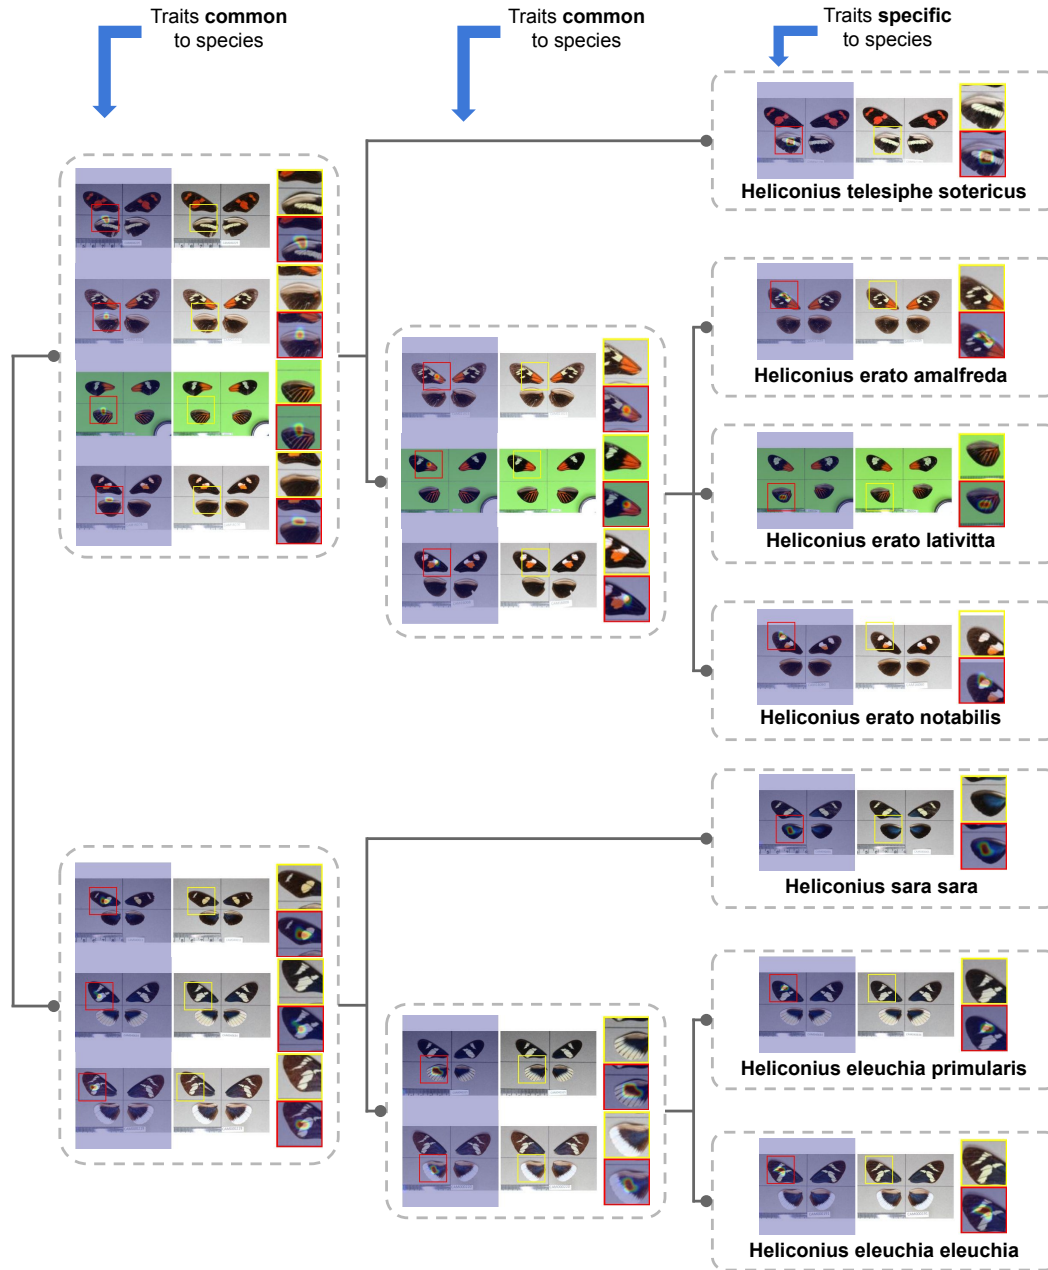 Traits common
to species
Traits common
to species
Traits specific
to species
Heliconius telesiphe sotericus
Heliconius erato amalfreda
Heliconius erato lativitta
Heliconius erato notabilis
Heliconius sara sara
Heliconius eleuchia primularis
Heliconius eleuchia eleuchia